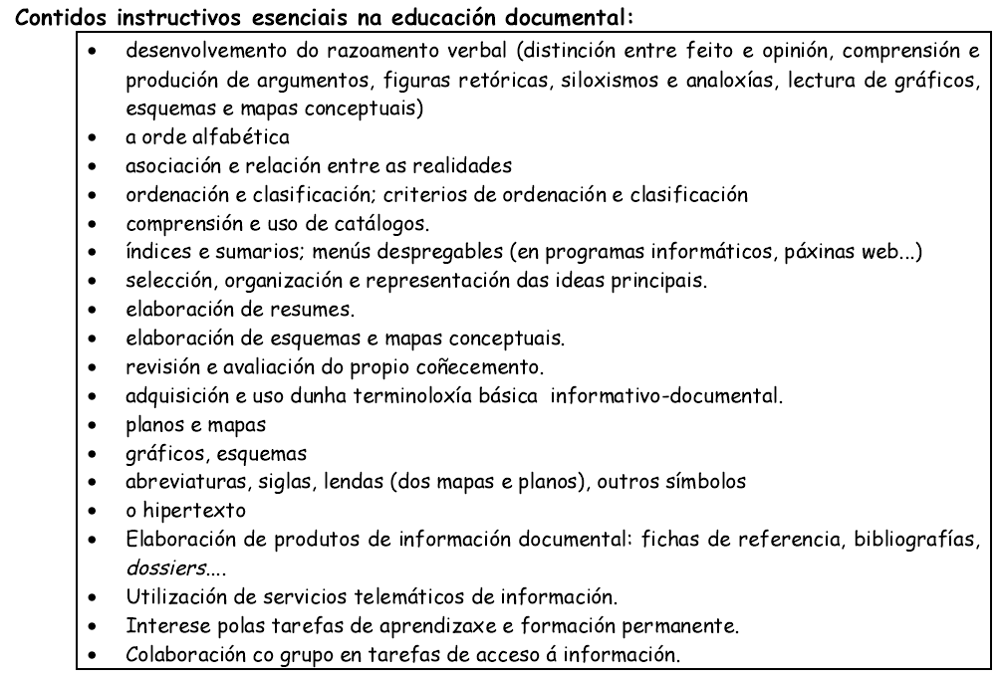 Contidos instructivos esenciais na educación documental:
• desenvolvemento do razoamento verbal (distinción entre feito e opinión, comprensión e
produción de argumentos, figuras retóricas, siloxismos e analoxías, lectura de gráficos,
esquemas e mapas conceptuais)
• a orde alfabética
• asociación e relación entre as realidades
• ordenación e clasificación; criterios de ordenación e clasificación
• comprensión e uso de catálogos.
• índices e sumarios; menús despregables (en programas informáticos, páxinas web...)
• selección, organización e representación das ideas principais.
• elaboración de resumes.
• elaboración de esquemas e mapas conceptuais.
• revisión e avaliación do propio coñecemento.
• adquisición e uso dunha terminoloxía básica  informativo-documental.
• planos e mapas
• gráficos, esquemas
• abreviaturas, siglas, lendas (dos mapas e planos), outros símbolos
• o hipertexto
• Elaboración de produtos de información documental: fichas de referencia, bibliografías,
dossiers....
• Utilización de servicios telemáticos de información.
• Interese polas tarefas de aprendizaxe e formación permanente.
• Colaboración co grupo en tarefas de acceso á información.